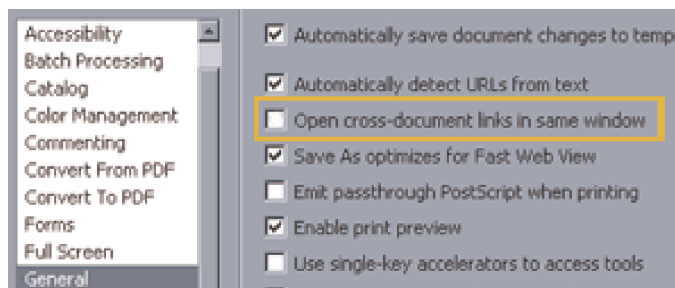 Accessibility
Batch Processing
Catalog
Color Management
Commenting
Convert From PDF
Convert To PDF
Forms
Full Screen
General
Automatically save document changes to temp
Automatically detect URLs from text
Open cross-document links in same window
Save As optimizes for Fast Web View
Emit passthrough PostScript when printing
Enable print preview
Use single-key accelerators to access tools